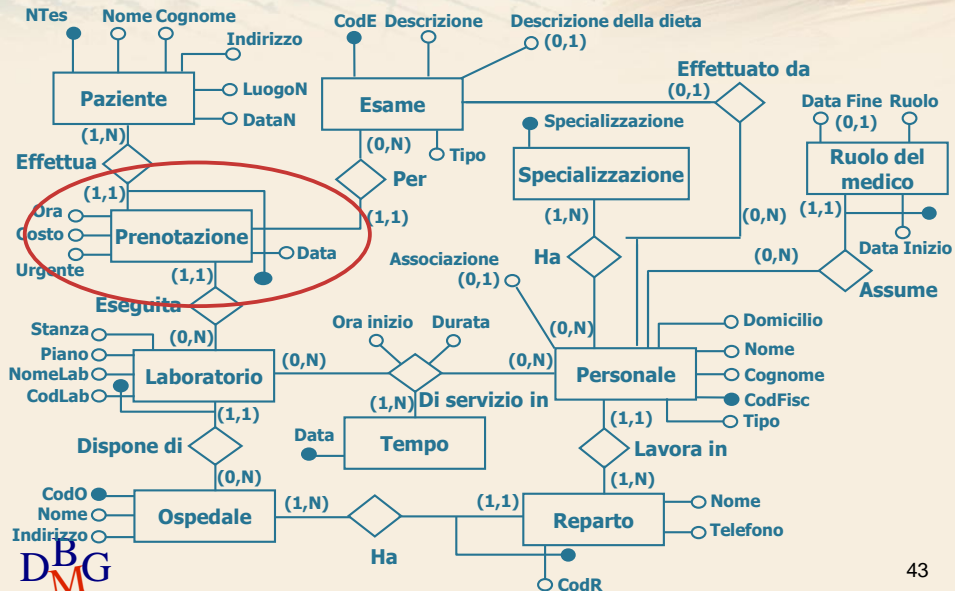 NTes Nome Cognome
Indirizzo
Paziente
LuogoN
DataN
(1,N)
Effettua
(1,1)
CodE Descrizione
Descrizione della dieta
(0,1)
Esame
(0,N)
Tipo
Per
(1,1)
Effettuato da
(0,1)
(0,N)
Data Fine Ruolo
(0,1)
Ruolo del
medico
(1,1)
Data Inizio
(0,N)
Assume
Specializzazione
Specializzazione
(1,N)
Ha
(0,N)
Ora
Costo
Urgente
Prenotazione
Data
(1,1)
Eseguita
(0,N)
Associazione
(0,1)
Stanza
Piano
NomeLab
CodLab
Laboratorio
(1,1)
(0,N)
Ora inizio Durata
(0,N)
(1,N)
Di servizio in
Data
Tempo
Personale
Domicilio
Nome
Cognome
CodFisc
Tipo
(1,1)
Lavora in
(1,N)
Dispone di
(0,N)
CodO
Nome
Indirizzo
Ospedale
(1,N)
Ha
(1,1)
Reparto
Nome
Telefono
CodR
DBMG
43